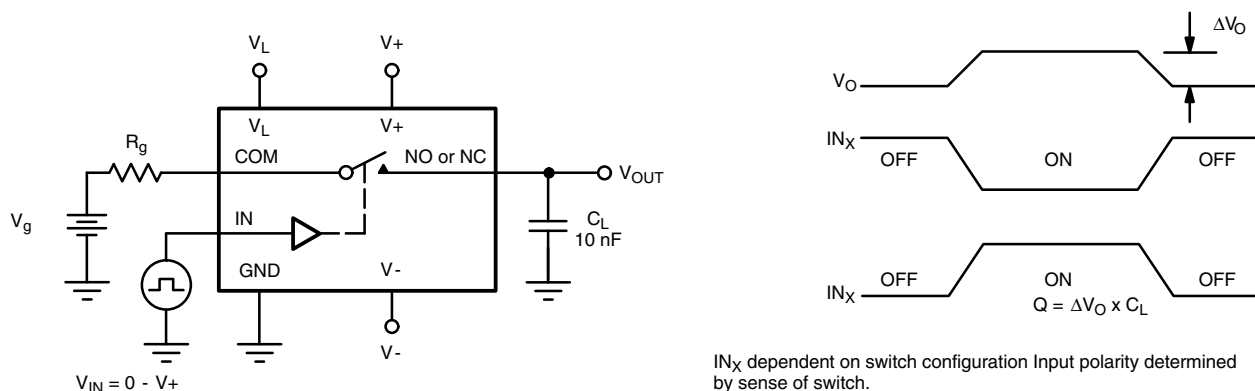 V_L
V+
V_L
V+
R_g
COM
NO or NC
V_OUT
V_g
IN
C_L
10 nF
GND
V-
V-
V_IN = 0 - V+
ΔV_O
V_O
IN_X
OFF
ON
OFF
OFF
ON
OFF
IN_X
Q = ΔV_O x C_L
IN_X dependent on switch configuration Input polarity determined
by sense of switch.